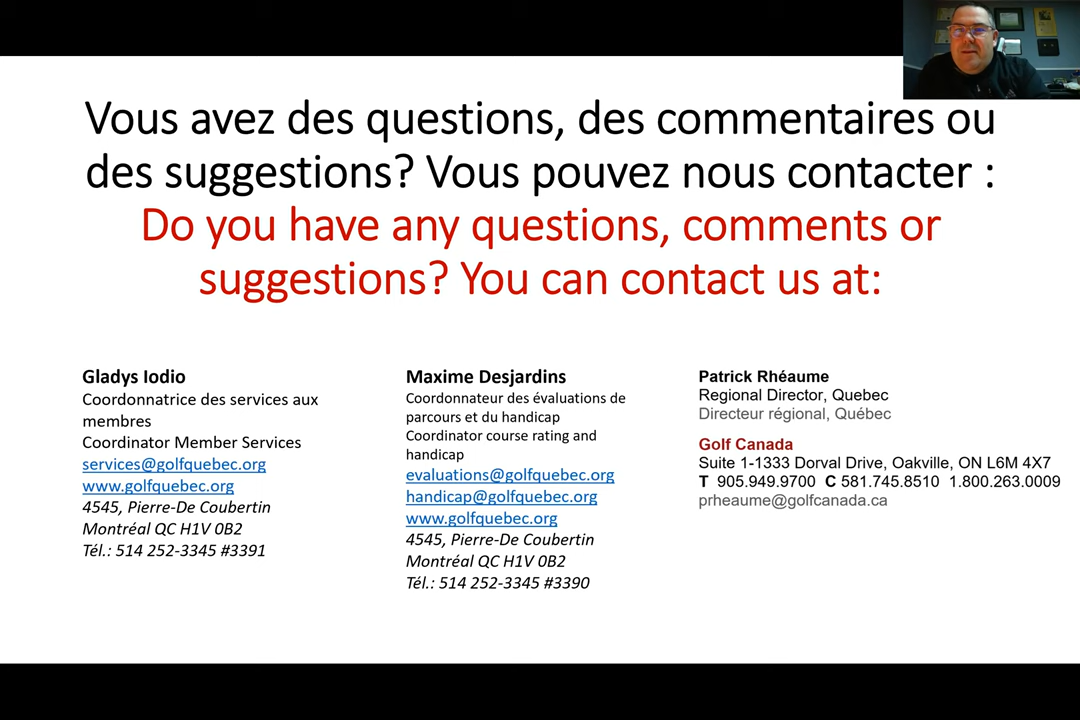 Vous avez des questions, des commentaires ou
des suggestions? Vous pouvez nous contacter :
Do you have any questions, comments or
suggestions? You can contact us at:
Gladys Iodio
Coordonnatrice des services aux
membres
Coordinator Member Services
services@golfquebec.org
www.golfquebec.org
4545, Pierre-De Coubertin
Montréal QC H1V 0B2
Tél.: 514 252-3345 #3391
Maxime Desjardins
Coordonnateur des évaluations de
parcours et du handicap
Coordinator course rating and
handicap
evaluations@golfquebec.org
handicap@golfquebec.org
www.golfquebec.org
4545, Pierre-De Coubertin
Montréal QC H1V 0B2
Tél.: 514 252-3345 #3390
Patrick Rhéaume
Regional Director, Quebec
Directeur régional, Québec
Golf Canada
Suite 1-1333 Dorval Drive, Oakville, ON L6M 4X7
T 905.949.9700 C 581.745.8510 1.800.263.0009
prheaume@golfcanada.ca